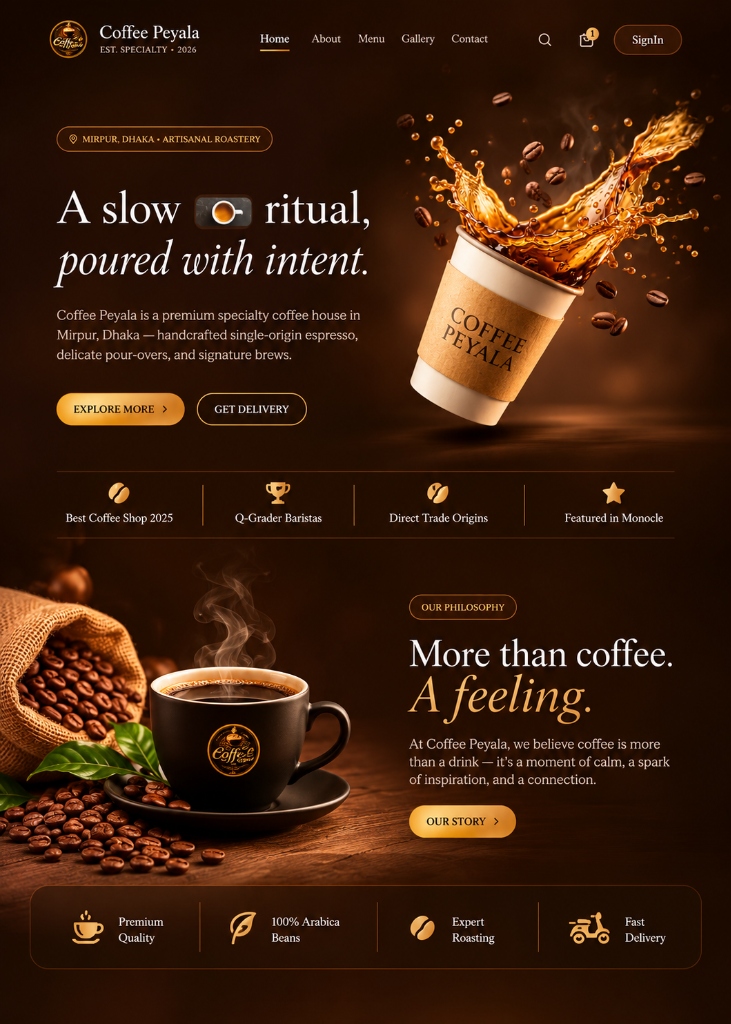 Coffee Peyala
EST. SPECIALTY • 2026
Home
About
Menu
Gallery
Contact
1
SignIn
MIRPUR, DHAKA • ARTISANAL ROASTERY
A slow ritual,
poured with intent.
Coffee Peyala is a premium specialty coffee house in
Mirpur, Dhaka — handcrafted single-origin espresso,
delicate pour-overs, and signature brews.
EXPLORE MORE
GET DELIVERY
COFFEE
PEYALA
Best Coffee Shop 2025
Q-Grader Baristas
Direct Trade Origins
Featured in Monocle
OUR PHILOSOPHY
More than coffee.
A feeling.
At Coffee Peyala, we believe coffee is more
than a drink — it's a moment of calm, a spark
of inspiration, and a connection.
OUR STORY
Coffee
Premium
Quality
100% Arabica
Beans
Expert
Roasting
Fast
Delivery